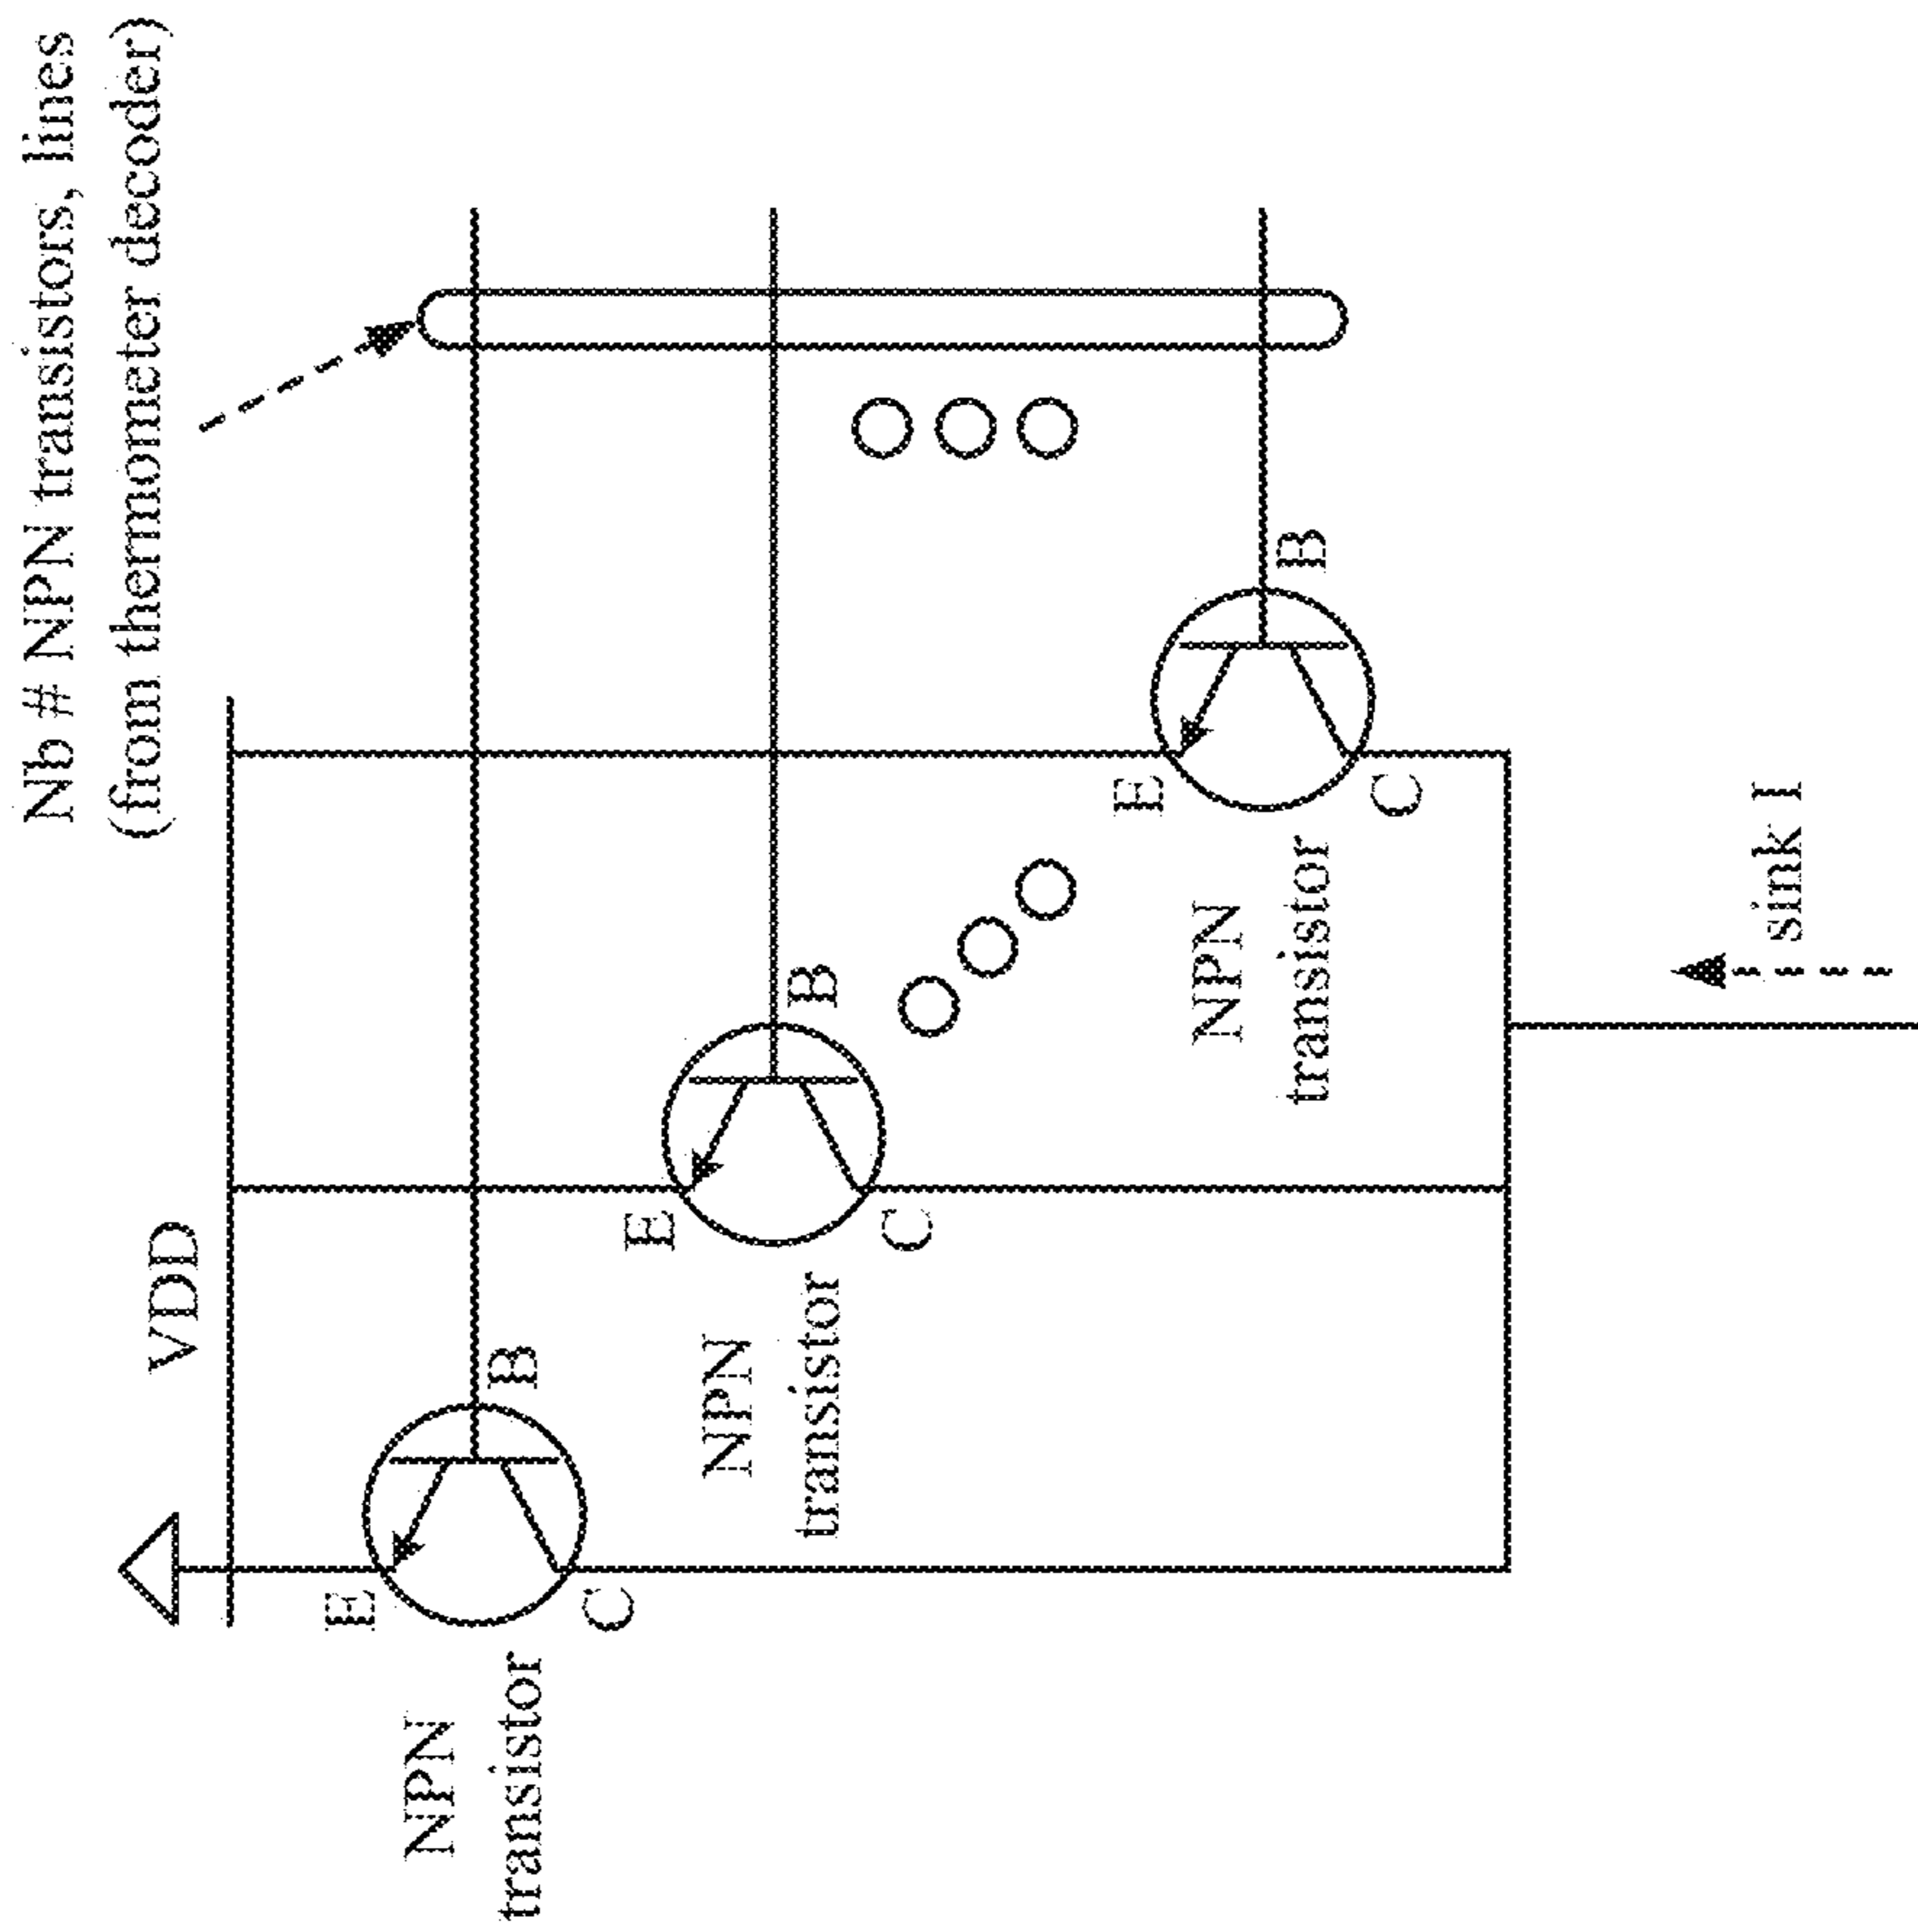 Nb # NPN transistors, lines
(from thermometer decoder)
VDD
E
B
C
NPN
transistor
E
B
C
NPN
transistor
E
B
C
NPN
transistor
sink I